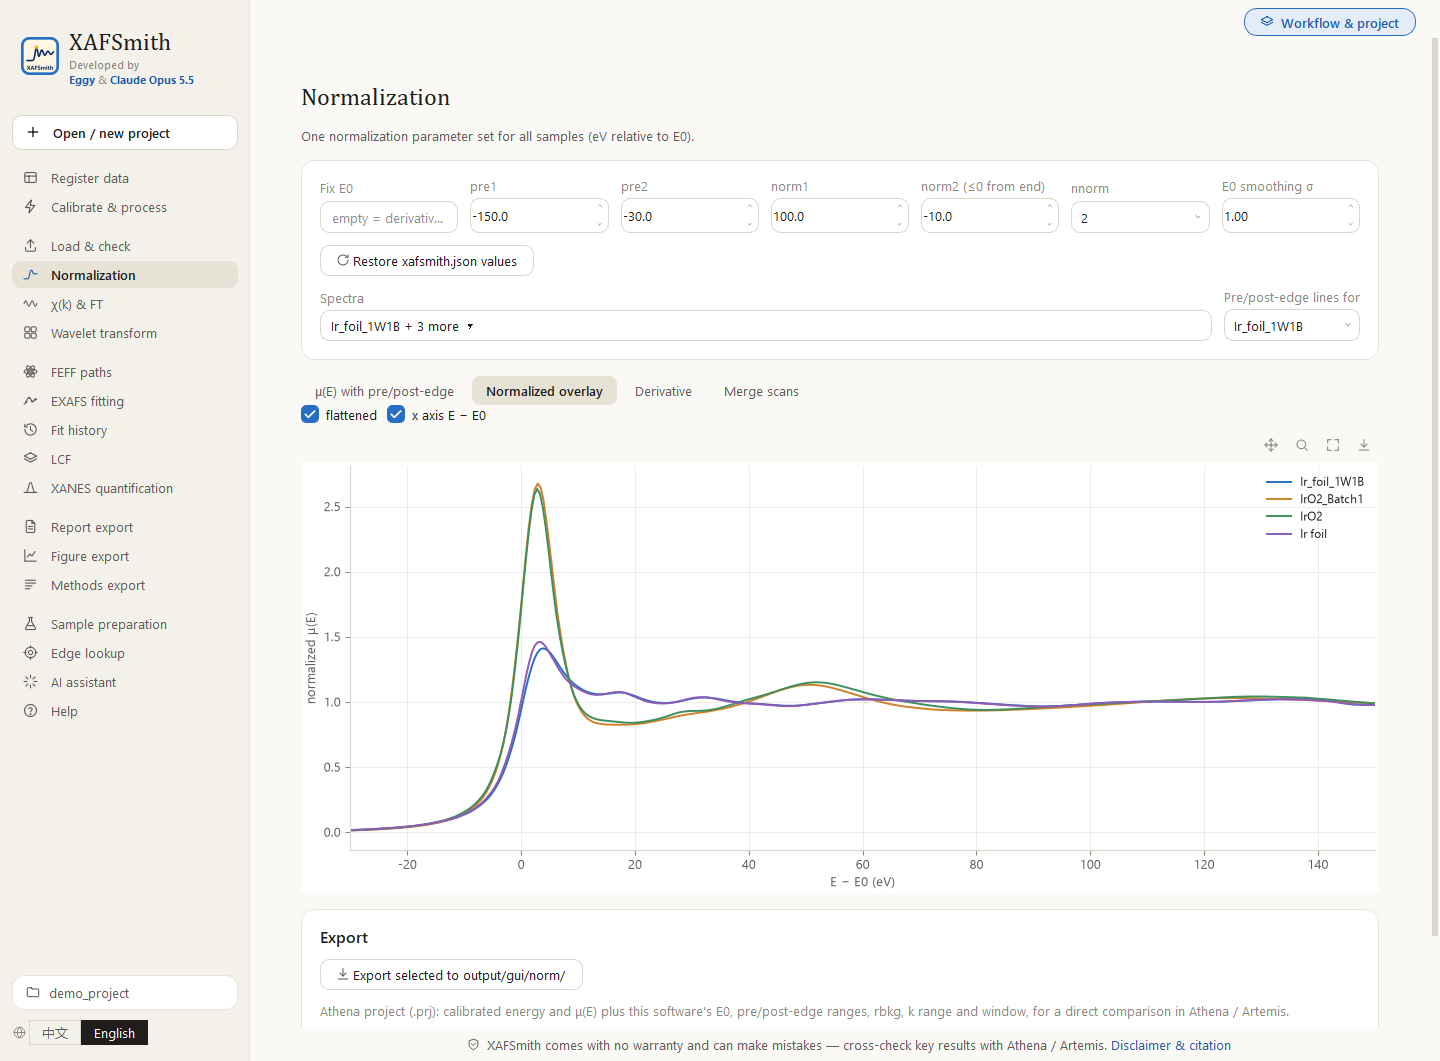 XAFSmith
Developed by
Eggy & Claude Opus 5.5
XAFSmith
Open / new project
Register data
Calibrate & process
Load & check
Normalization
χ(k) & FT
Wavelet transform
FEFF paths
EXAFS fitting
Fit history
LCF
XANES quantification
Report export
Figure export
Methods export
Sample preparation
Edge lookup
AI assistant
Help
demo_project
中文 English
Workflow & project
Normalization
One normalization parameter set for all samples (eV relative to E0).
Fix E0 pre1 pre2 norm1 norm2 (≤0 from end) nnorm E0 smoothing σ
empty = derivativ... -150.0 -30.0 100.0 -10.0 2 1.00
Restore xafsmith.json values
Spectra Pre/post-edge lines for
Ir_foil_1W1B + 3 more Ir_foil_1W1B
μ(E) with pre/post-edge Normalized overlay Derivative Merge scans
flattened x axis E − E0
Ir_foil_1W1B
IrO2_Batch1
IrO2
Ir foil
2.5
2.0
1.5
1.0
0.5
0.0
normalized μ(E)
-20 0 20 40 60 80 100 120 140
E − E0 (eV)
Export
Export selected to output/gui/norm/
Athena project (.prj): calibrated energy and μ(E) plus this software's E0, pre/post-edge ranges, rbkg, k range and window, for a direct comparison in Athena / Artemis.
XAFSmith comes with no warranty and can make mistakes — cross-check key results with Athena / Artemis. Disclaimer & citation